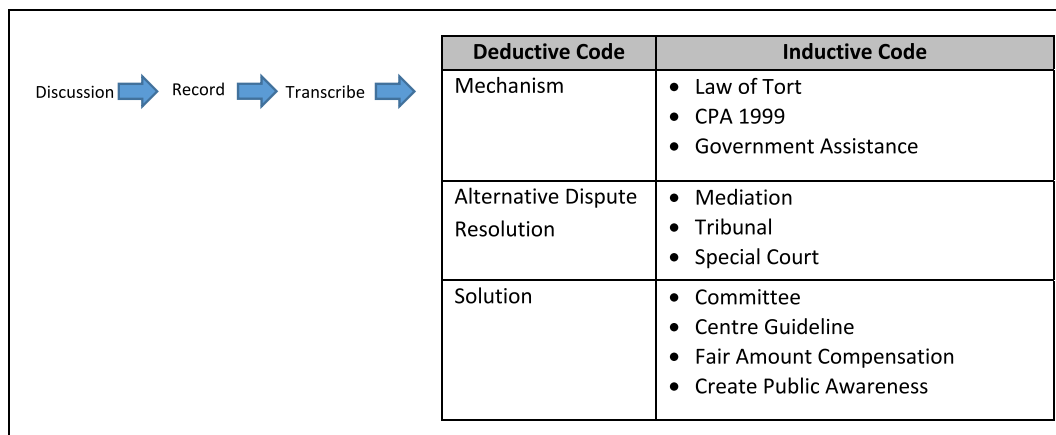 Discussion Record Transcribe
Deductive Code Inductive Code
Mechanism
• Law of Tort
• CPA 1999
• Government Assistance
Alternative Dispute
Resolution
• Mediation
• Tribunal
• Special Court
Solution
• Committee
• Centre Guideline
• Fair Amount Compensation
• Create Public Awareness